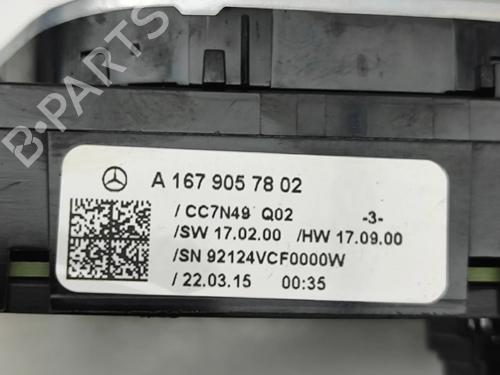 B-PARTS
A 167 905 78 02
/ CC7N49 Q02 -3-
/SW 17.02.00 /HW 17.09.00
/SN 92124VCF0000W
/ 22.03.15 00:35